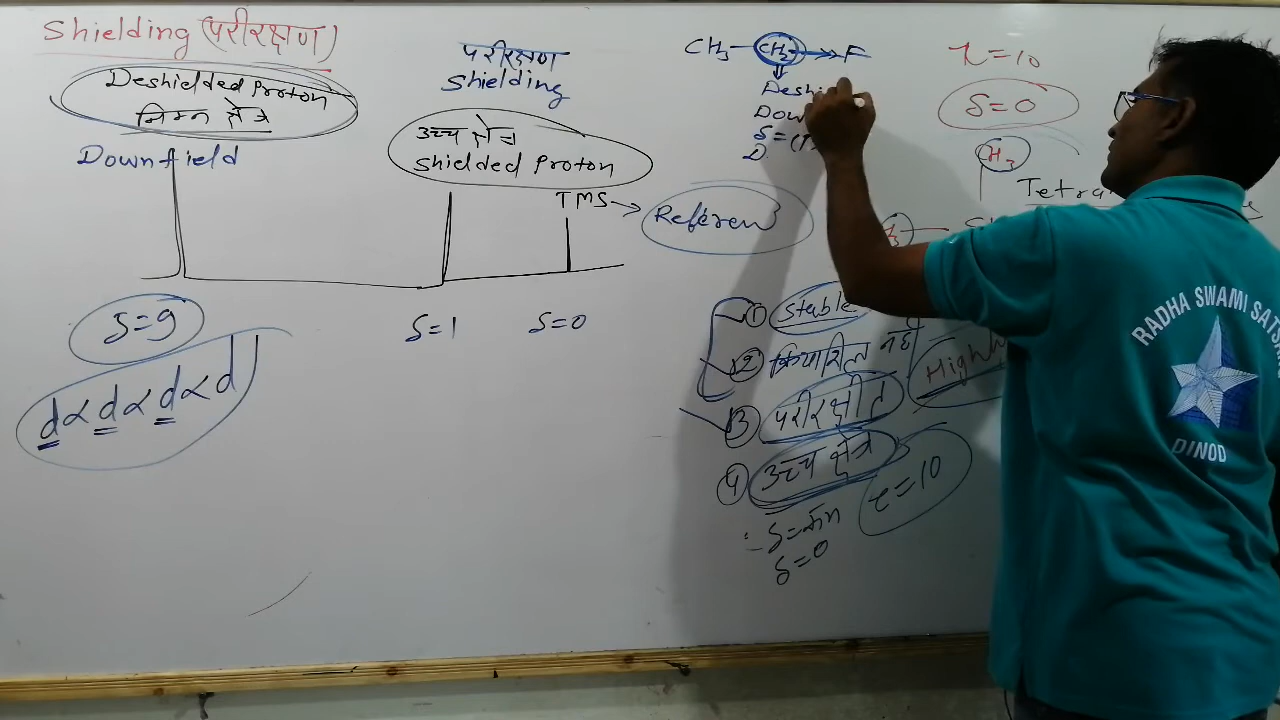 Shielding (परीरक्षण)
Deshielded Proton
निम्न क्षेत्र
Downfield
परीरक्षण
Shielding
उच्च क्षेत्र
Shielded Proton
TMS →
Referen
δ=9
δ=1
δ=0
d∝d∝d∝d
CH3—CH2→F
Deshi
Dow
δ=
D
τ=10
δ=0
CH3
Tetra
① Stable
② क्रियाशील नहीं
③ परीरक्षीत
④ उच्च क्षेत्र
High
τ=10
∴ δ=कम
δ=0
RADHA SWAMI SATS
DINOD